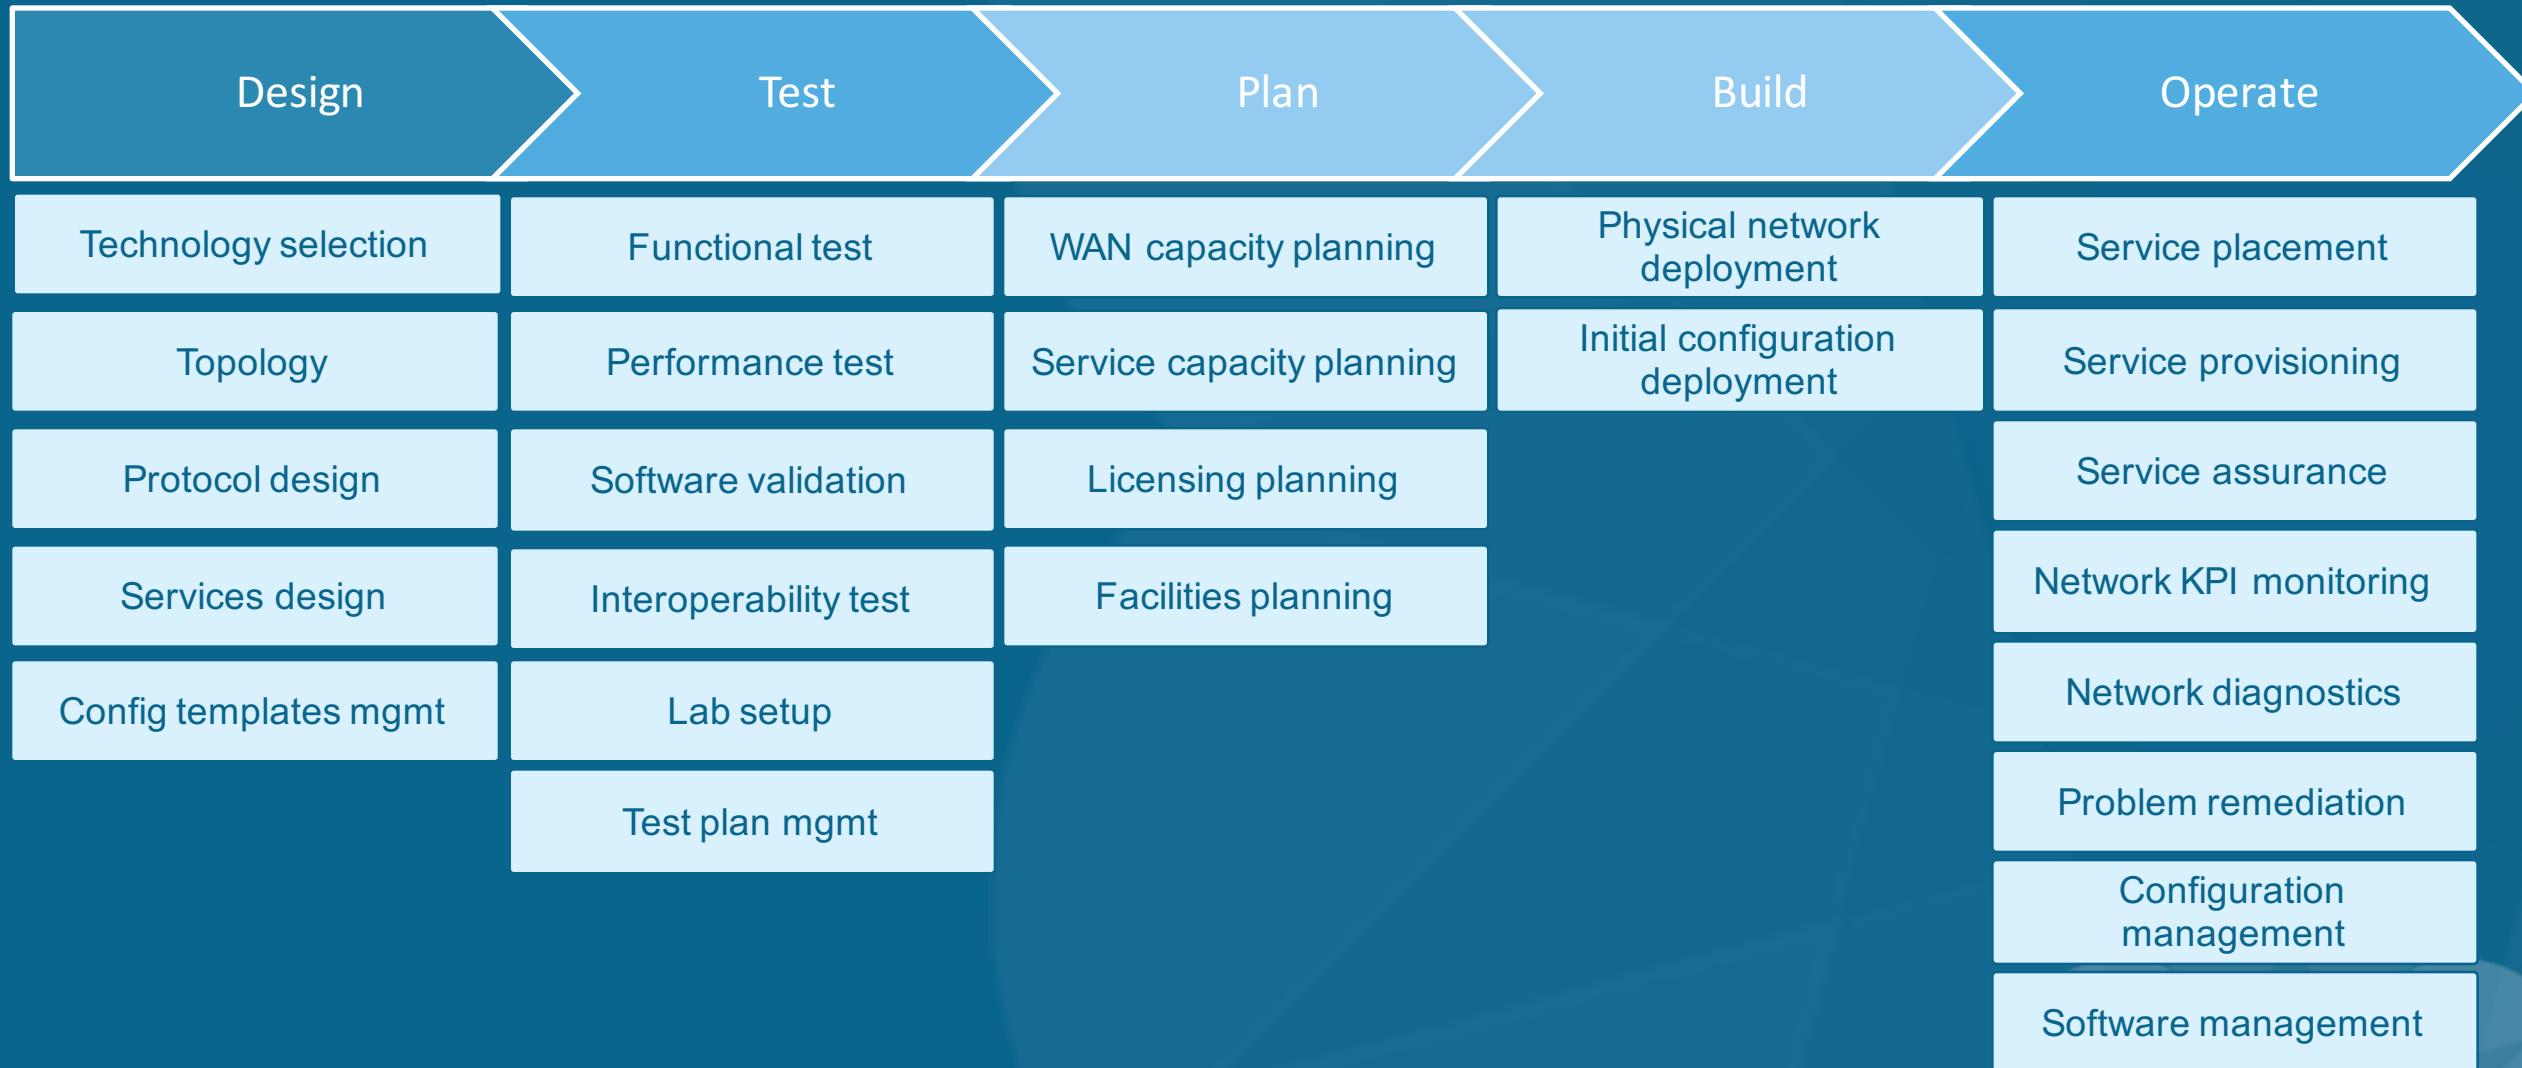 Design
Test
Plan
Build
Operate
Technology selection
Topology
Protocol design
Services design
Config templates mgmt
Functional test
Performance test
Software validation
Interoperability test
Lab setup
Test plan mgmt
WAN capacity planning
Service capacity planning
Licensing planning
Facilities planning
Physical network
deployment
Initial configuration
deployment
Service placement
Service provisioning
Service assurance
Network KPI monitoring
Network diagnostics
Problem remediation
Configuration
management
Software management